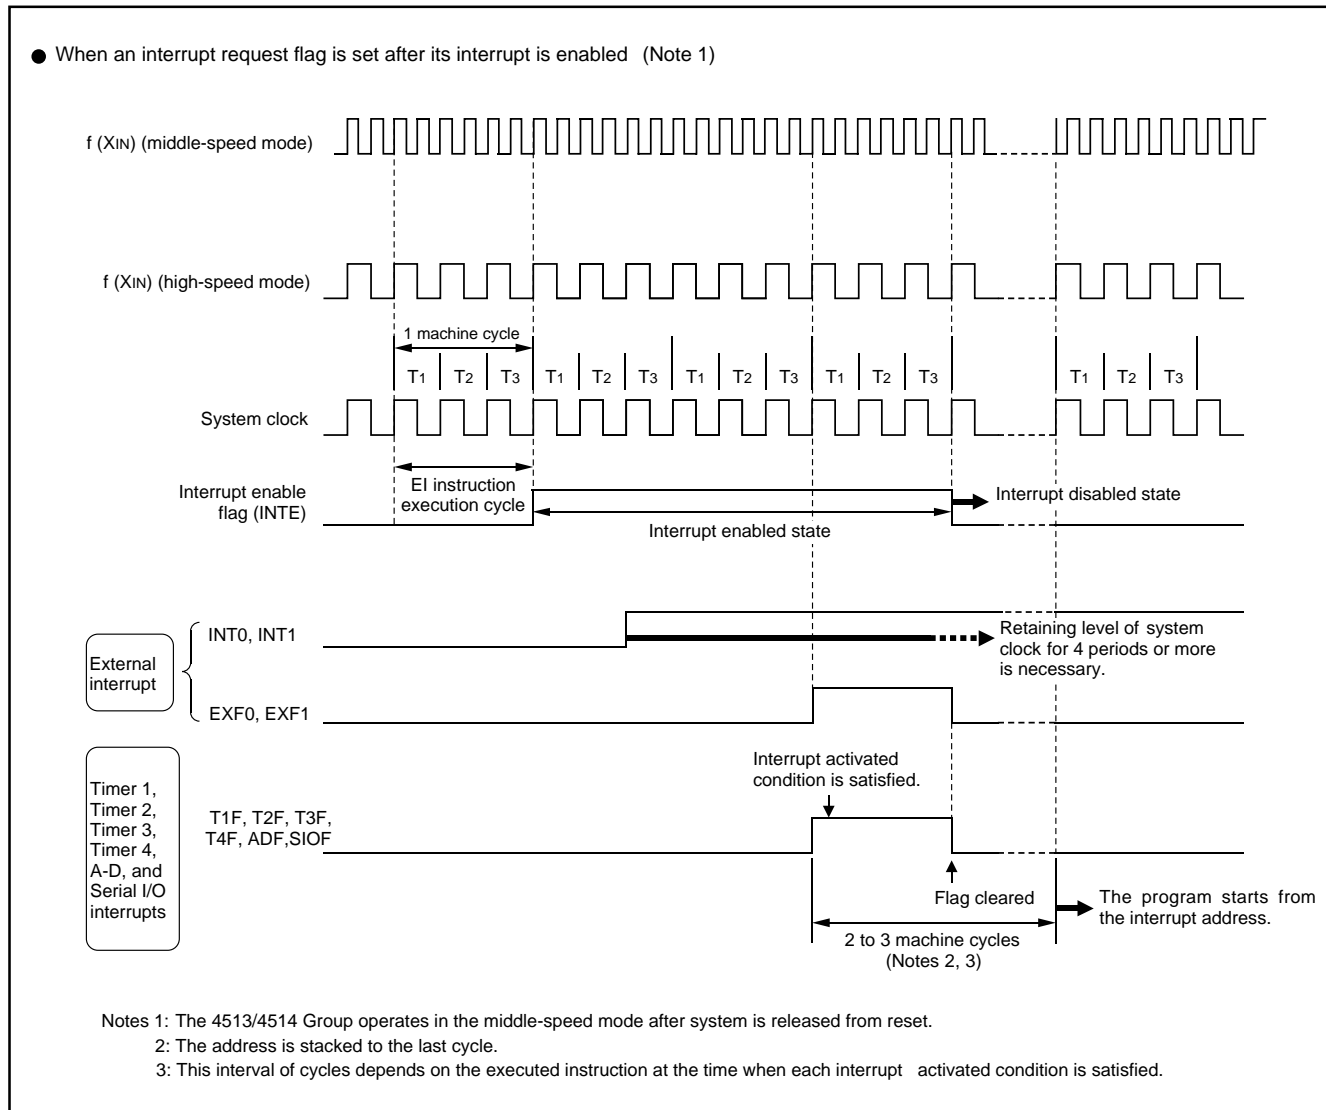 ● When an interrupt request flag is set after its interrupt is enabled (Note 1)
f (XIN) (middle-speed mode)
f (XIN) (high-speed mode)
1 machine cycle
T1 T2 T3 T1 T2 T3 T1 T2 T3 T1 T2 T3 T1 T2 T3
System clock
EI instruction
execution cycle
Interrupt enable
flag (INTE)
Interrupt enabled state
Interrupt disabled state
External
interrupt
INT0, INT1
Retaining level of system
clock for 4 periods or more
is necessary.
EXF0, EXF1
Interrupt activated
condition is satisfied.
Timer 1,
Timer 2,
Timer 3,
Timer 4,
A-D, and
Serial I/O
interrupts
T1F, T2F, T3F,
T4F, ADF,SIOF
Flag cleared
The program starts from
the interrupt address.
2 to 3 machine cycles
(Notes 2, 3)
Notes 1: The 4513/4514 Group operates in the middle-speed mode after system is released from reset.
2: The address is stacked to the last cycle.
3: This interval of cycles depends on the executed instruction at the time when each interrupt activated condition is satisfied.